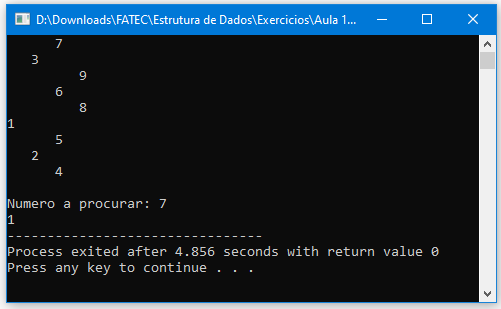 D:\Downloads\FATEC\Estrutura de Dados\Exercicios\Aula 1...
7
3
9
6
8
1
5
2
4
Numero a procurar: 7
1
--------------------------------
Process exited after 4.856 seconds with return value 0
Press any key to continue . . .